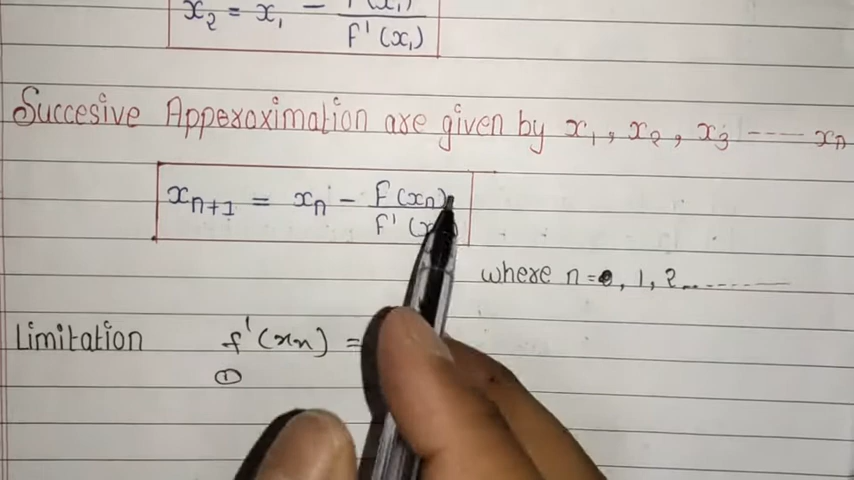 x₂ = x₁ - f(x₁)
f'(x₁)
Succesive Apperoximation are given by x₁, x₂, x₃ ---- xₙ
xₙ₊₁ = xₙ - f(xₙ)
f'(x
where n=0, 1, 2..--------
Limitation f'(xₙ) =
①